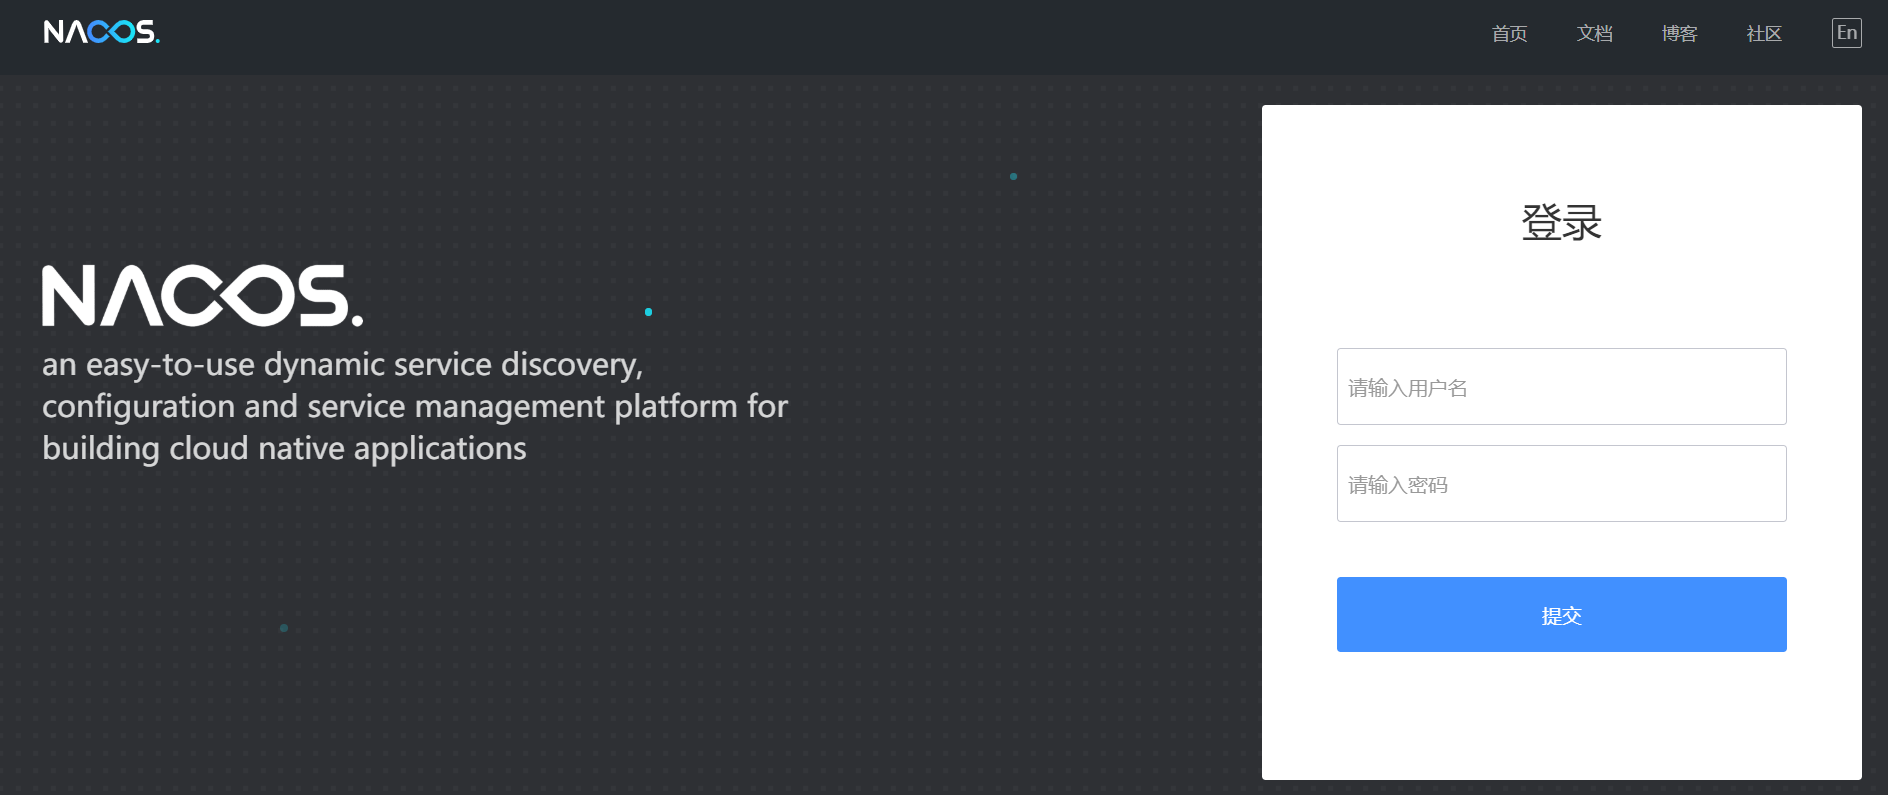 NACOS.
首页 文档 博客 社区 En
NACOS.
an easy-to-use dynamic service discovery,
configuration and service management platform for
building cloud native applications
登录
请输入用户名
请输入密码
提交